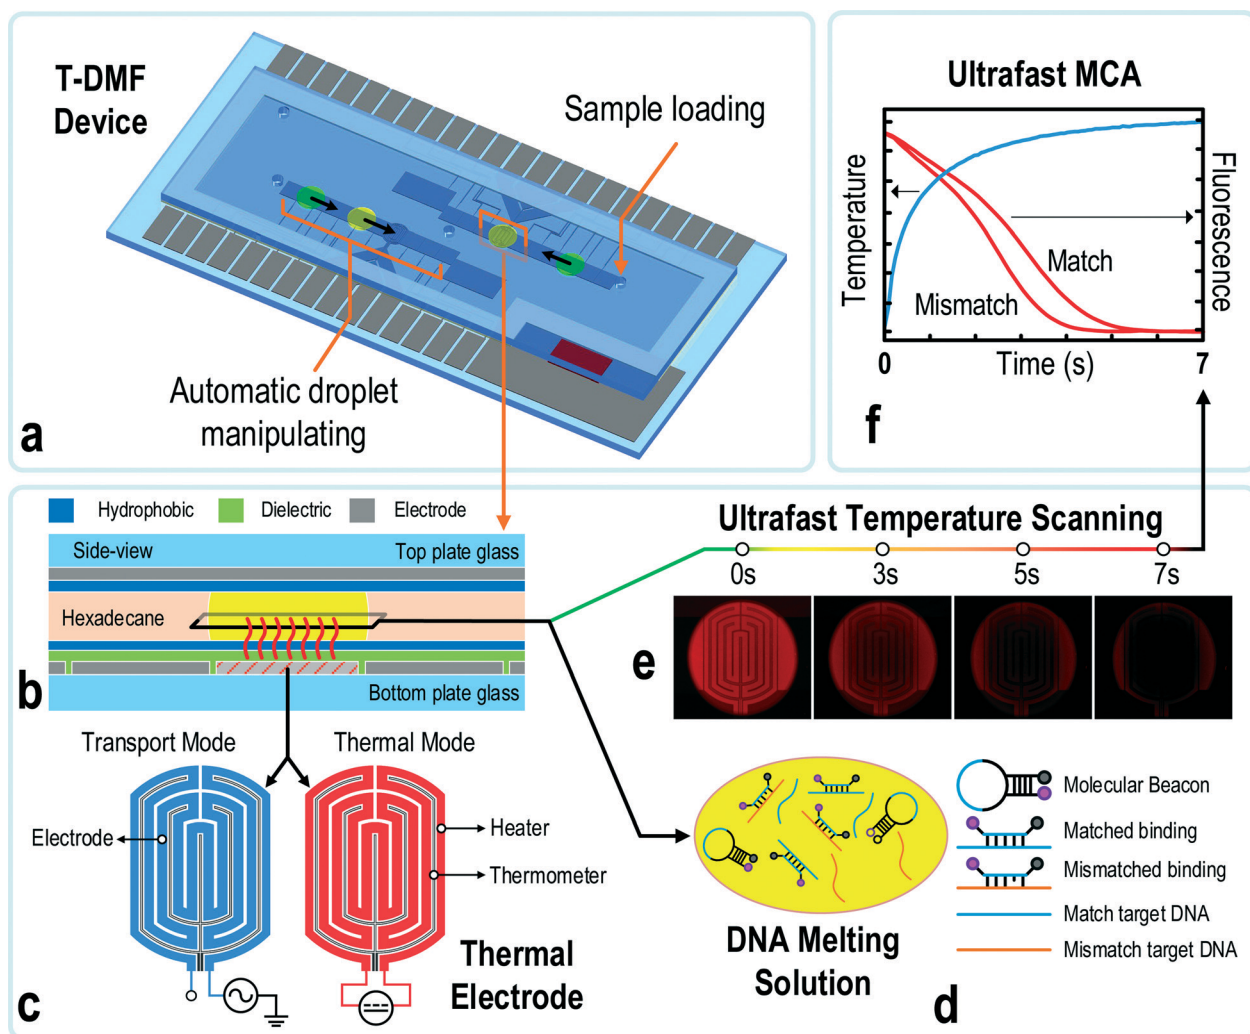 T-DMF
Device
Sample loading
Automatic droplet
manipulating
a
Ultrafast MCA
Temperature
Fluorescence
Match
Mismatch
0
Time (s)
7
f
Hydrophobic
Dielectric
Electrode
Side-view
Top plate glass
Hexadecane
Bottom plate glass
b
Transport Mode
Thermal Mode
Electrode
Heater
Thermometer
Thermal
Electrode
c
Ultrafast Temperature Scanning
0s
3s
5s
7s
e
DNA Melting
Solution
Molecular Beacon
Matched binding
Mismatched binding
Match target DNA
Mismatch target DNA
d